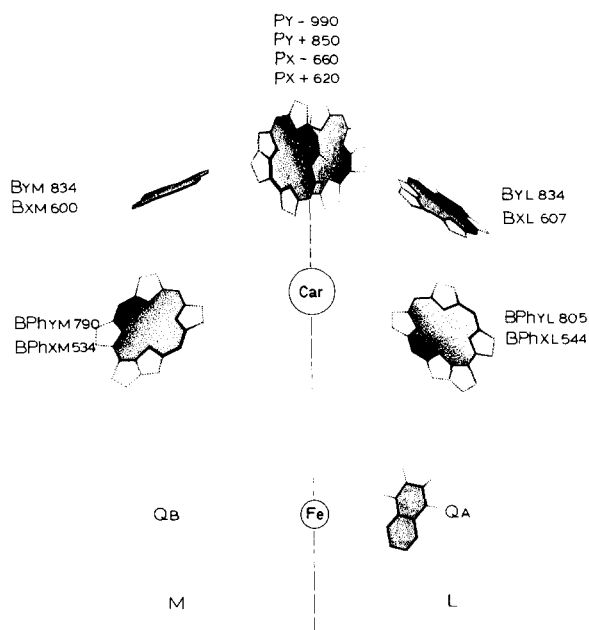 PY - 990
PY + 850
PX - 660
PX + 620
BYM 834
BXM 600
BYL 834
BXL 607
Car
BPhYM 790
BPhXM 534
BPhYL 805
BPhXL 544
QB
Fe
QA
M
L